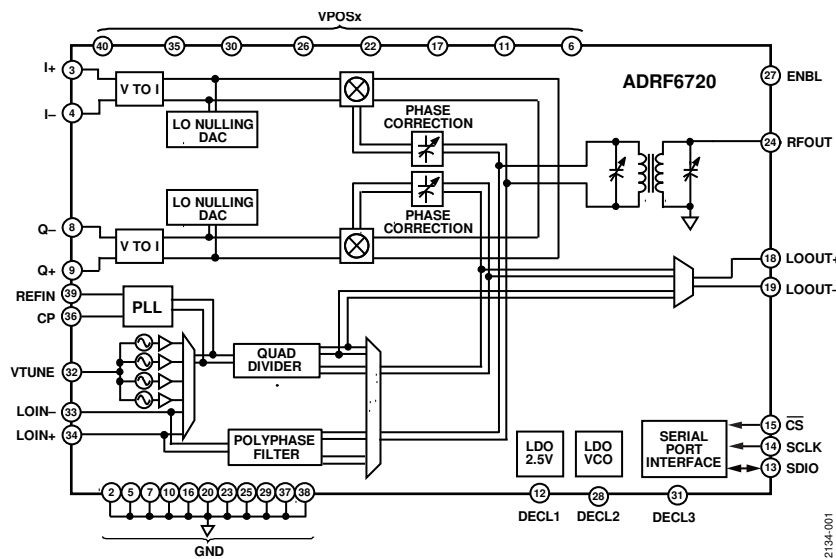 VPOSx
40 35 30 26 22 17 11 6
I+ 3
I– 4
V TO I
LO NULLING
DAC
PHASE
CORRECTION
ADRF6720
27 ENBL
24 RFOUT
LO NULLING
DAC
PHASE
CORRECTION
Q– 8
Q+ 9
V TO I
18 LOOUT+
19 LOOUT–
REFIN 39
CP 36
PLL
VTUNE 32
QUAD
DIVIDER
LOIN– 33
LOIN+ 34
POLYPHASE
FILTER
LDO
2.5V
LDO
VCO
SERIAL
PORT
INTERFACE
15 CS
14 SCLK
13 SDIO
2 5 7 10 16 20 23 25 29 37 38
GND
12
DECL1
28
DECL2
31
DECL3
2134-001